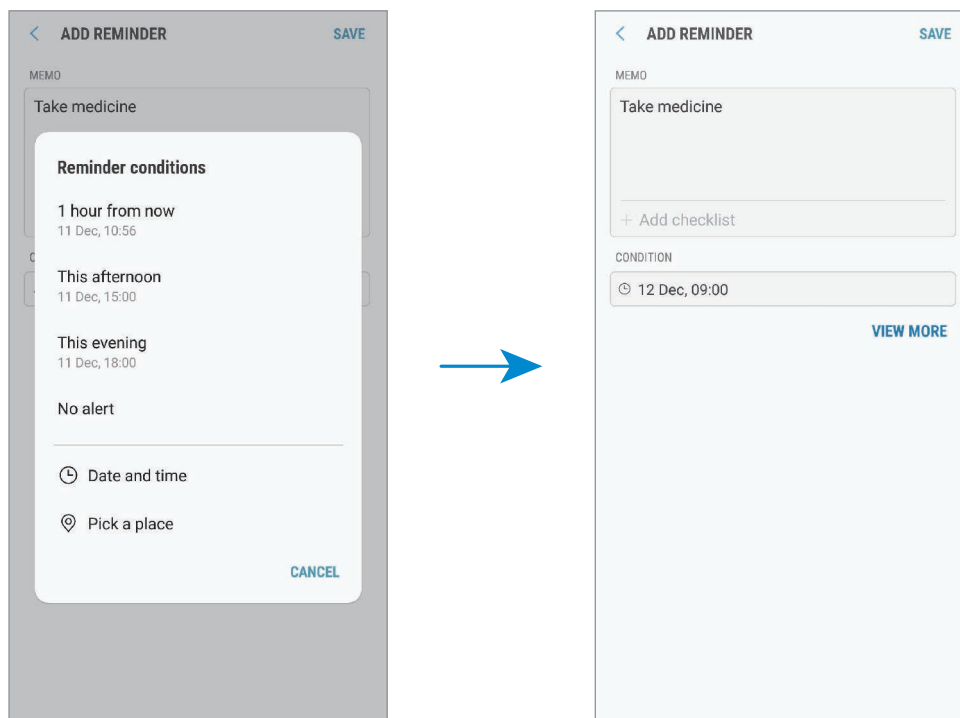 ADD REMINDER SAVE
MEMO
Take medicine
Reminder conditions
1 hour from now
11 Dec, 10:56
This afternoon
11 Dec, 15:00
This evening
11 Dec, 18:00
No alert
Date and time
Pick a place
CANCEL
ADD REMINDER SAVE
MEMO
Take medicine
+ Add checklist
CONDITION
12 Dec, 09:00
VIEW MORE